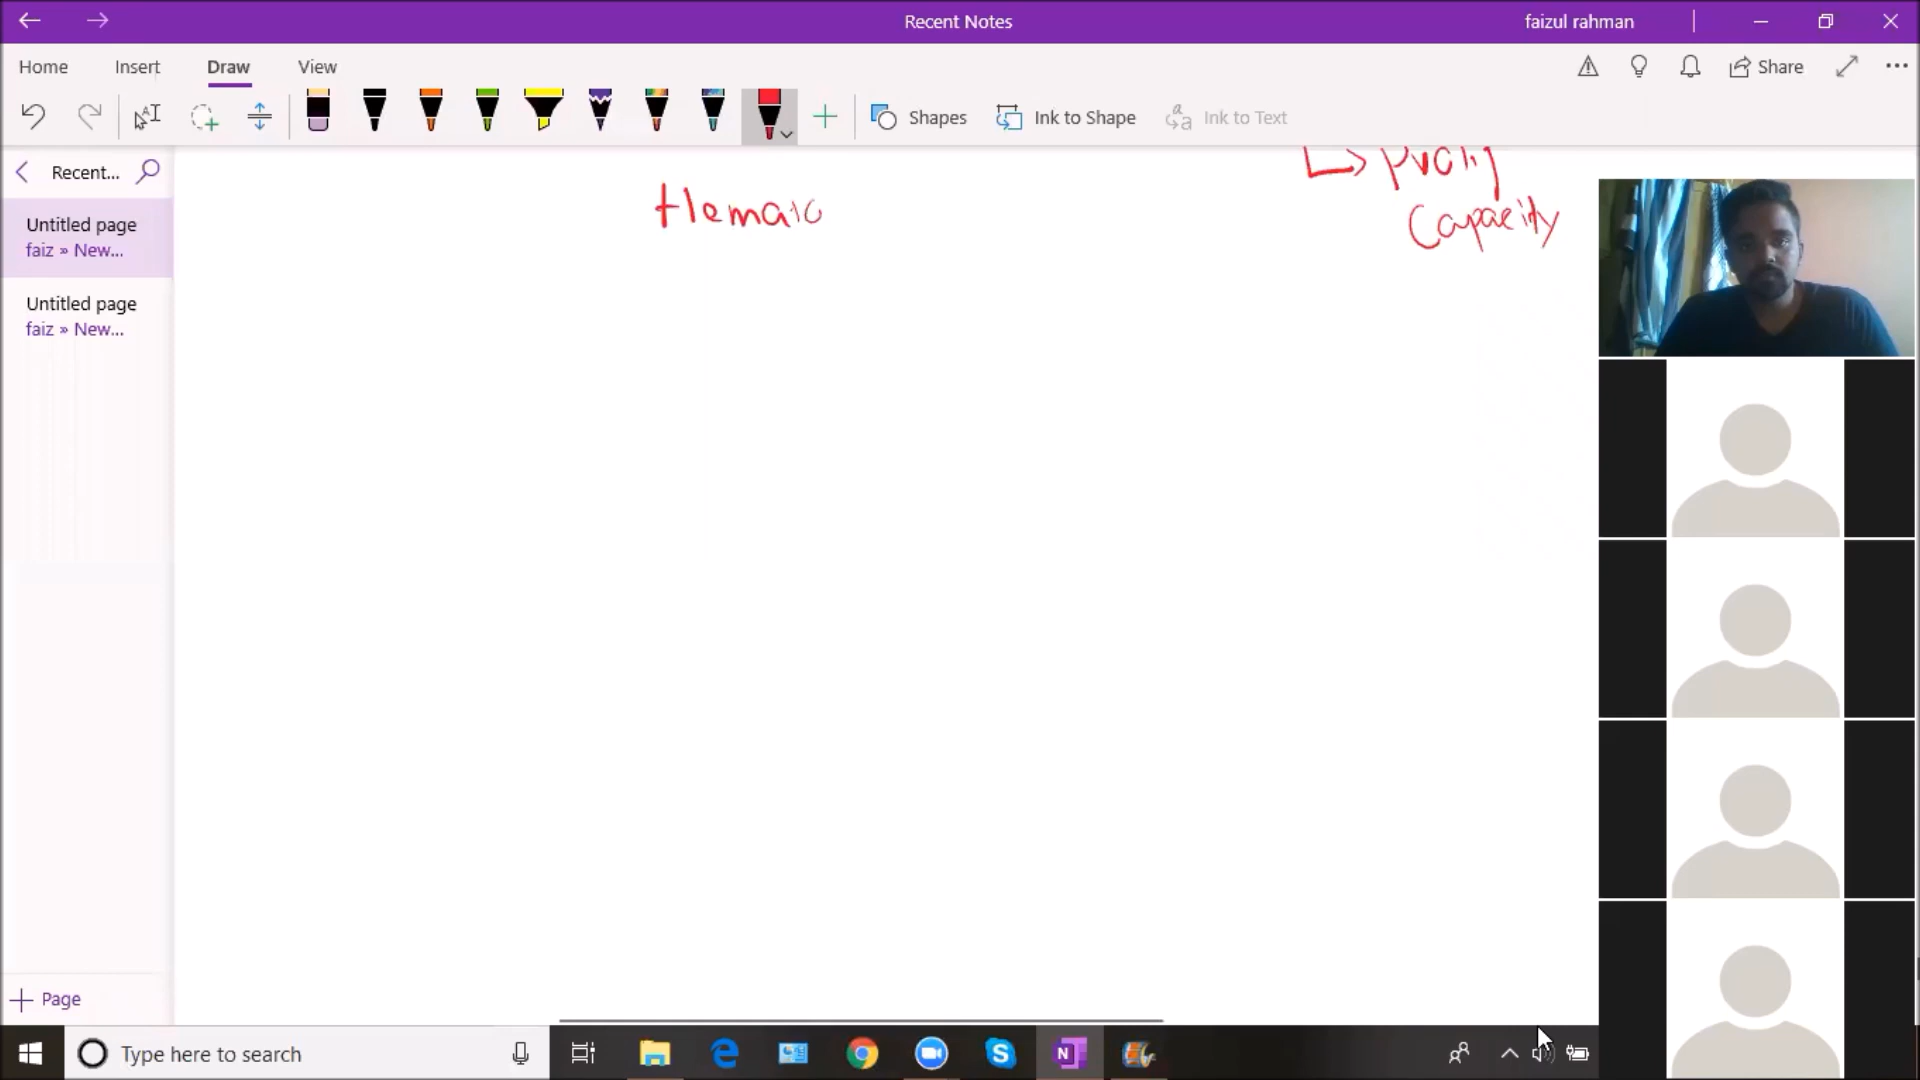 Recent Notes
faizul rahman
Home Insert Draw View
Share
Shapes Ink to Shape Ink to Text
Recent...
Untitled page
faiz » New...
Untitled page
faiz » New...
Capacity
Page
Type here to search